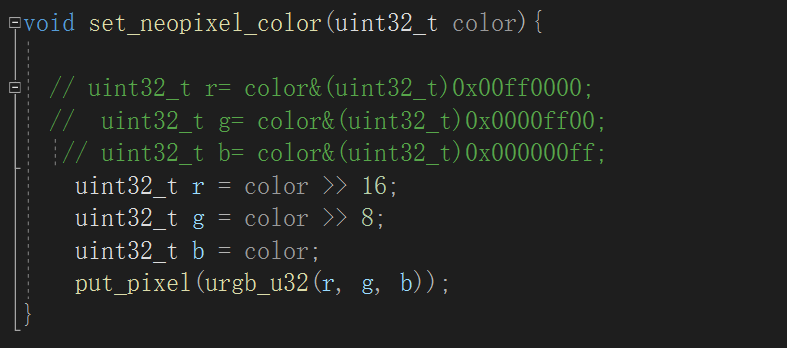 void set_neopixel_color(uint32_t color){
// uint32_t r= color&(uint32_t)0x00ff0000;
//  uint32_t g= color&(uint32_t)0x0000ff00;
// uint32_t b= color&(uint32_t)0x000000ff;
uint32_t r = color >> 16;
uint32_t g = color >> 8;
uint32_t b = color;
put_pixel(urgb_u32(r, g, b));
}